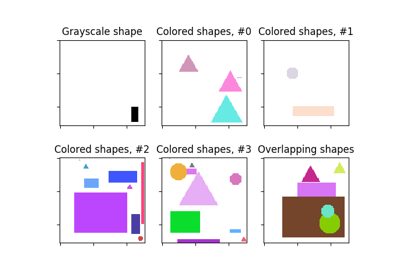 Grayscale shape
Colored shapes, #0
Colored shapes, #1
Colored shapes, #2
Colored shapes, #3
Overlapping shapes